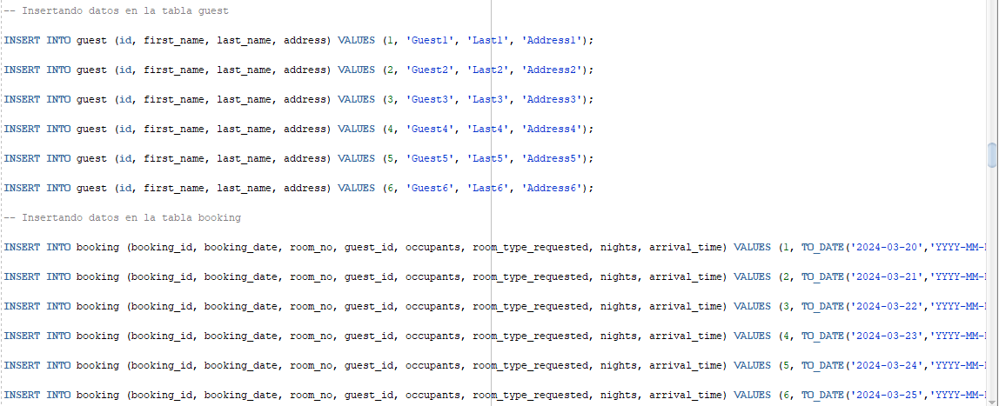 -- Insertando datos en la tabla guest
INSERT INTO guest (id, first_name, last_name, address) VALUES (1, 'Guest1', 'Last1', 'Address1');
INSERT INTO guest (id, first_name, last_name, address) VALUES (2, 'Guest2', 'Last2', 'Address2');
INSERT INTO guest (id, first_name, last_name, address) VALUES (3, 'Guest3', 'Last3', 'Address3');
INSERT INTO guest (id, first_name, last_name, address) VALUES (4, 'Guest4', 'Last4', 'Address4');
INSERT INTO guest (id, first_name, last_name, address) VALUES (5, 'Guest5', 'Last5', 'Address5');
INSERT INTO guest (id, first_name, last_name, address) VALUES (6, 'Guest6', 'Last6', 'Address6');
-- Insertando datos en la tabla booking
INSERT INTO booking (booking_id, booking_date, room_no, guest_id, occupants, room_type_requested, nights, arrival_time) VALUES (1, TO_DATE('2024-03-20','YYYY-MM-
INSERT INTO booking (booking_id, booking_date, room_no, guest_id, occupants, room_type_requested, nights, arrival_time) VALUES (2, TO_DATE('2024-03-21','YYYY-MM-
INSERT INTO booking (booking_id, booking_date, room_no, guest_id, occupants, room_type_requested, nights, arrival_time) VALUES (3, TO_DATE('2024-03-22','YYYY-MM-
INSERT INTO booking (booking_id, booking_date, room_no, guest_id, occupants, room_type_requested, nights, arrival_time) VALUES (4, TO_DATE('2024-03-23','YYYY-MM-
INSERT INTO booking (booking_id, booking_date, room_no, guest_id, occupants, room_type_requested, nights, arrival_time) VALUES (5, TO_DATE('2024-03-24','YYYY-MM-
INSERT INTO booking (booking_id, booking_date, room_no, guest_id, occupants, room_type_requested, nights, arrival_time) VALUES (6, TO_DATE('2024-03-25','YYYY-MM-